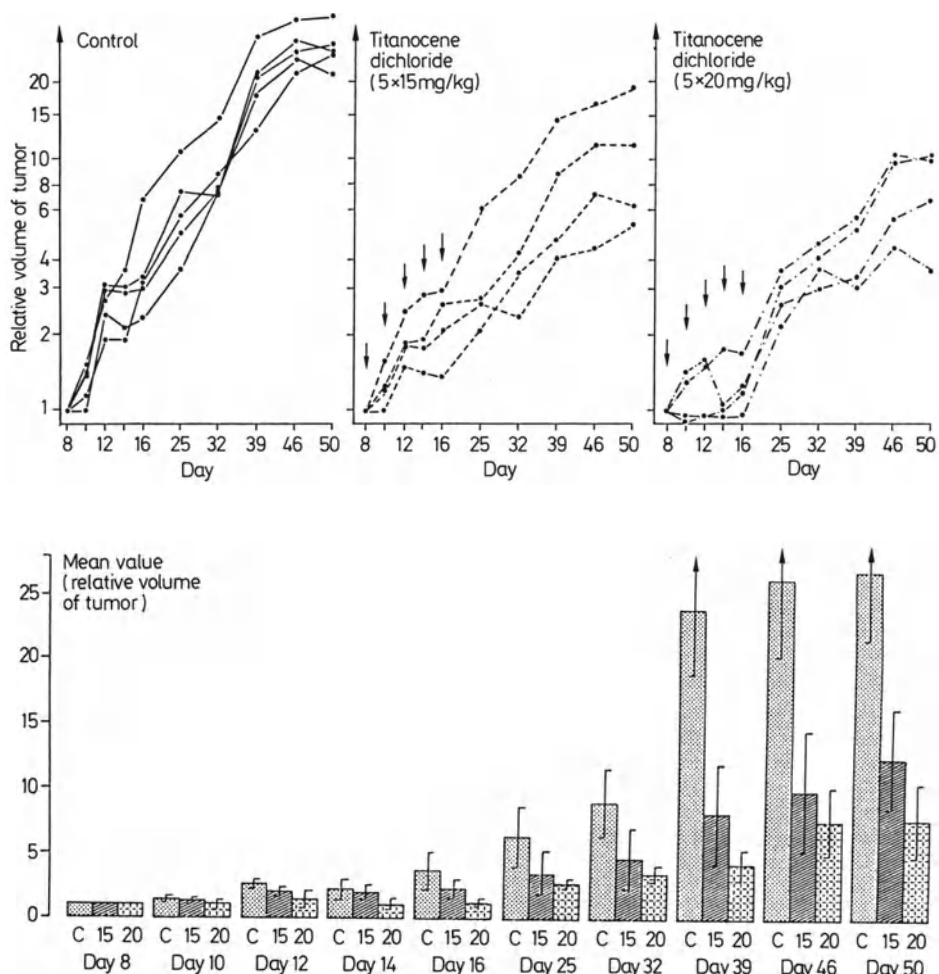 Control
Titanocene
dichloride
(5×15mg/kg)
Titanocene
dichloride
(5×20mg/kg)
Relative volume of tumor
20
15
10
8
6
4
3
2
1
8 10 12 14 16 25 32 39 46 50
Day
8 10 12 14 16 25 32 39 46 50
Day
8 10 12 14 16 25 32 39 46 50
Day
Mean value
(relative volume
of tumor)
25
20
15
10
5
0
C 15 20 C 15 20 C 15 20 C 15 20 C 15 20 C 15 20 C 15 20 C 15 20 C 15 20 C 15 20
Day 8 Day 10 Day 12 Day 14 Day 16 Day 25 Day 32 Day 39 Day 46 Day 50